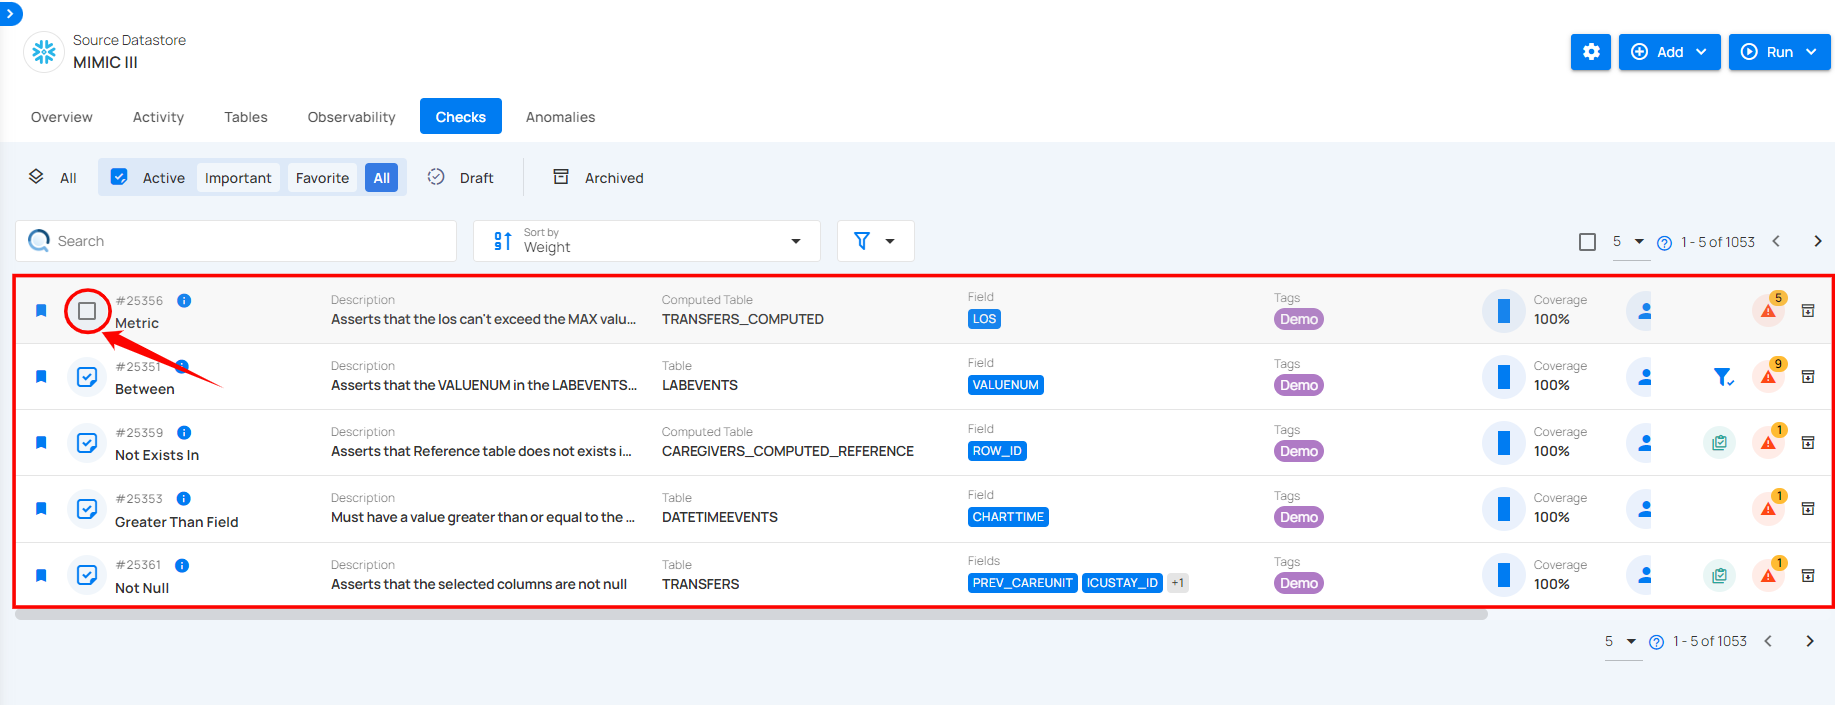 Source Datastore
MIMIC III
Add
Run
Overview Activity Tables Observability Checks Anomalies
All Active Important Favorite All Draft Archived
Search
Sort by
Weight
5 1 - 5 of 1053
#25356 Description Computed Table Field Tags Coverage 5
Metric Asserts that the los can't exceed the MAX valu... TRANSFERS_COMPUTED LOS Demo 100%
#25351 Description Table Field Tags Coverage 9
Between Asserts that the VALUENUM in the LABEVENTS... LABEVENTS VALUENUM Demo 100%
#25359 Description Computed Table Field Tags Coverage 1
Not Exists In Asserts that Reference table does not exists i... CAREGIVERS_COMPUTED_REFERENCE ROW_ID Demo 100%
#25353 Description Table Field Tags Coverage 1
Greater Than Field Must have a value greater than or equal to the ... DATETIMEEVENTS CHARTTIME Demo 100%
#25361 Description Table Fields Tags Coverage 1
Not Null Asserts that the selected columns are not null TRANSFERS PREV_CAREUNIT ICUSTAY_ID +1 Demo 100%
5 1 - 5 of 1053